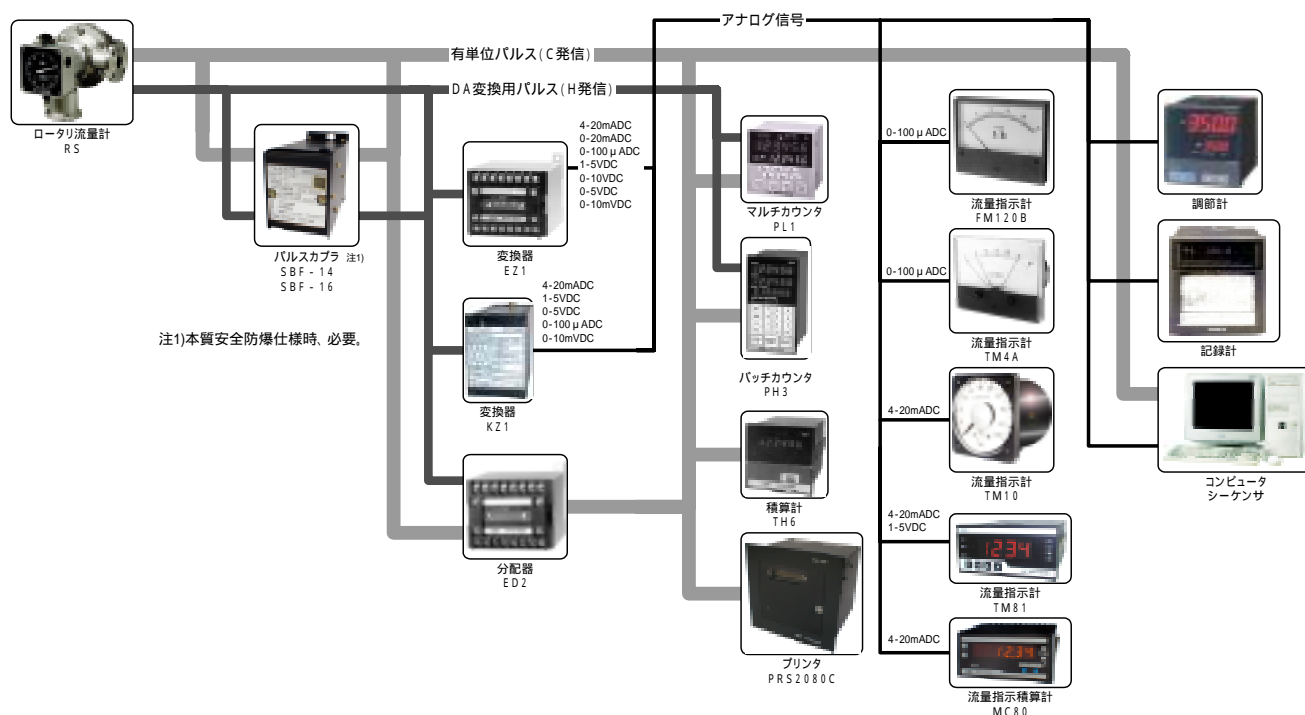 アナログ信号
有単位パルス(C発信)
DA変換用パルス(H発信)
ロータリ流量計
RS
パルスカプラ 注1)
SBF-14
SBF-16
注1)本質安全防爆仕様時、必要。
4-20mADC
0-20mADC
0-100μADC
1-5VDC
0-10VDC
0-5VDC
0-10mVDC
変換器
EZ1
4-20mADC
1-5VDC
0-5VDC
0-100μADC
0-10mVDC
変換器
KZ1
分配器
ED2
マルチカウンタ
PL1
バッチカウンタ
PH3
積算計
TH6
プリンタ
PRS2080C
0-100μADC
流量指示計
FM120B
0-100μADC
流量指示計
TM4A
4-20mADC
流量指示計
TM10
4-20mADC
1-5VDC
1234
流量指示計
TM81
4-20mADC
1234
流量指示積算計
MC80
調節計
記録計
コンピュータ
シーケンサ